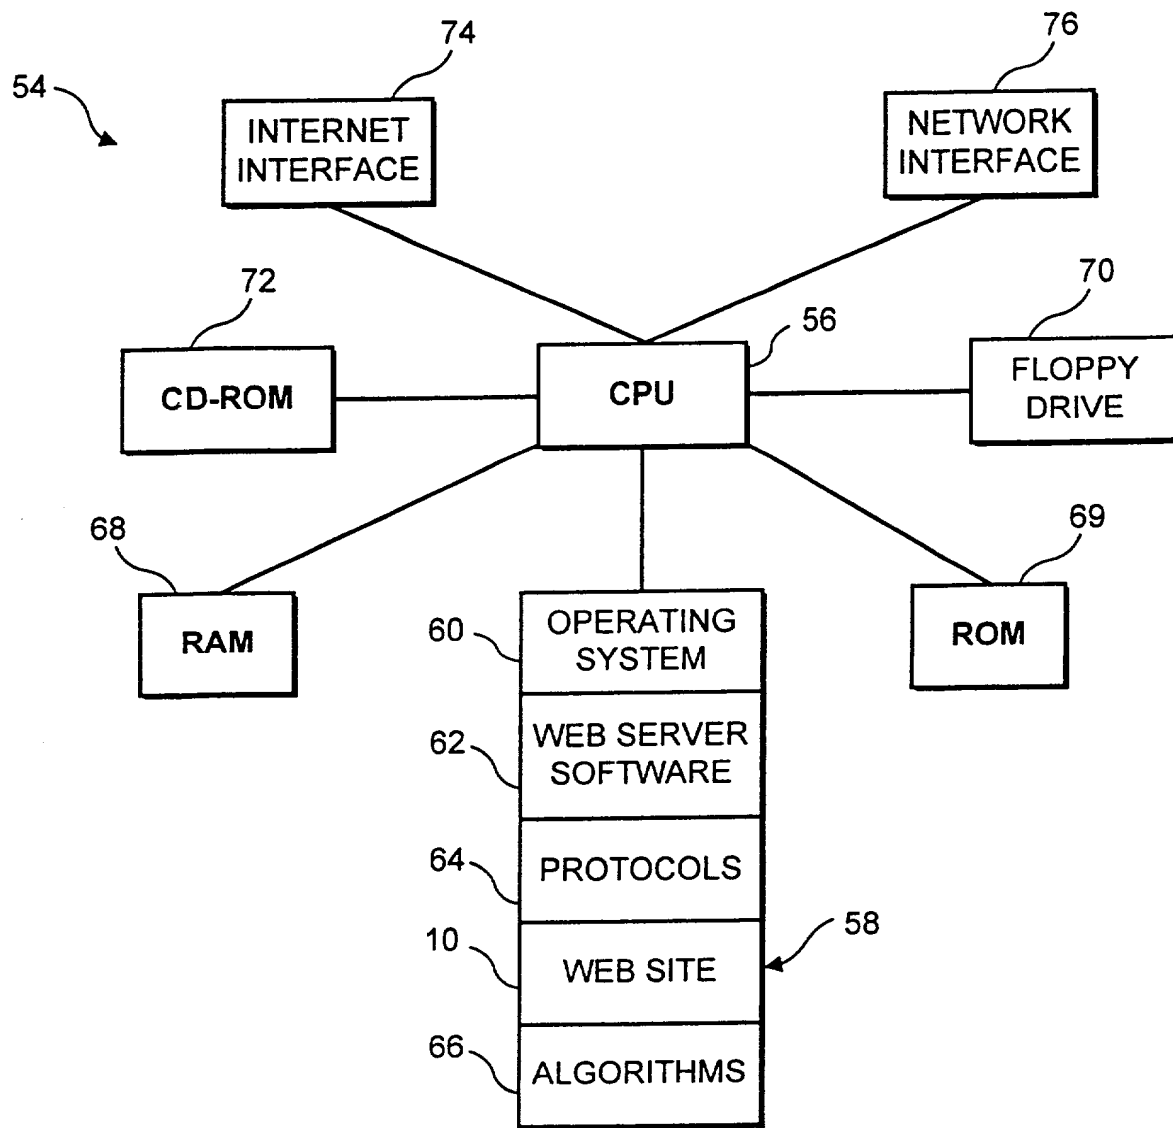 74
76
54
INTERNET
INTERFACE
NETWORK
INTERFACE
72
70
56
CD-ROM
CPU
FLOPPY
DRIVE
68
69
RAM
ROM
60
OPERATING
SYSTEM
62
WEB SERVER
SOFTWARE
64
PROTOCOLS
10
58
WEB SITE
66
ALGORITHMS